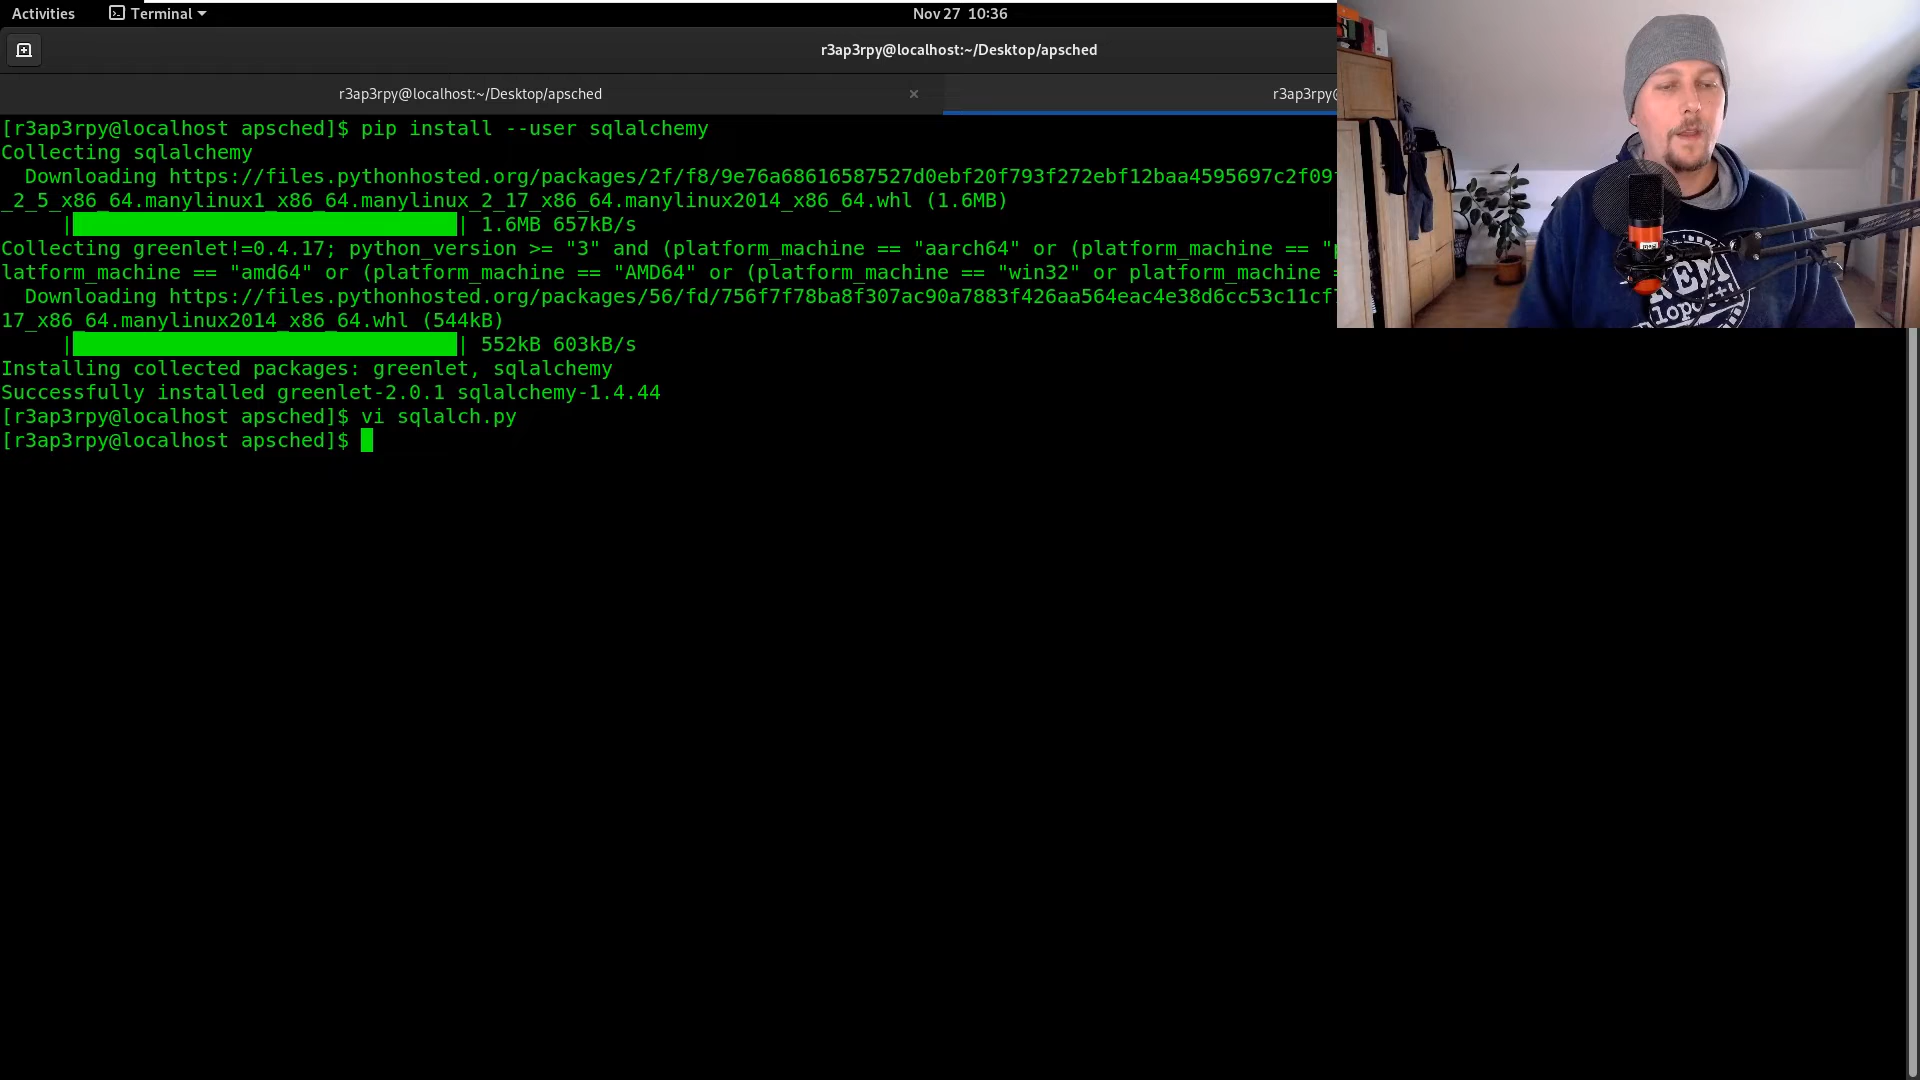 Activities
Terminal
Nov 27 10:36
r3ap3rpy@localhost:~/Desktop/apsched
r3ap3rpy@localhost:~/Desktop/apsched ×
r3ap3rpy@
[r3ap3rpy@localhost apsched]$ pip install --user sqlalchemy
Collecting sqlalchemy
Downloading https://files.pythonhosted.org/packages/2f/f8/9e76a68616587527d0ebf20f793f272ebf12baa4595697c2f09
_2_5_x86_64.manylinux1_x86_64.manylinux_2_17_x86_64.manylinux2014_x86_64.whl (1.6MB)
| | 1.6MB 657kB/s
Collecting greenlet!=0.4.17; python_version >= "3" and (platform_machine == "aarch64" or (platform_machine == "
latform_machine == "amd64" or (platform_machine == "AMD64" or (platform_machine == "win32" or platform_machine =
Downloading https://files.pythonhosted.org/packages/56/fd/756f7f78ba8f307ac90a7883f426aa564eac4e38d6cc53c11cf
17_x86_64.manylinux2014_x86_64.whl (544kB)
| | 552kB 603kB/s
Installing collected packages: greenlet, sqlalchemy
Successfully installed greenlet-2.0.1 sqlalchemy-1.4.44
[r3ap3rpy@localhost apsched]$ vi sqlalch.py
[r3ap3rpy@localhost apsched]$